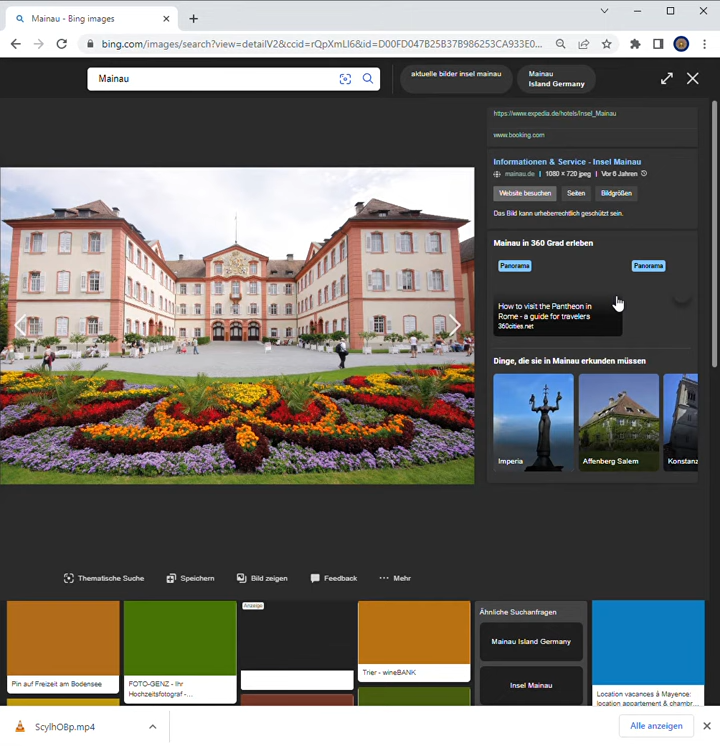 Mainau - Bing images
bing.com/images/search?view=detailV2&ccid=rQpXmLI6&id=D00FD047B25B37B986253CA933E0...
Mainau
aktuelle bilder insel mainau
Mainau
Island Germany
https://www.expedia.de/hotels/Insel_Mainau
www.booking.com
Informationen & Service - Insel Mainau
mainau.de | 1080 × 720 jpeg | Vor 6 Jahren
Website besuchen
Seiten
Bildgrößen
Das Bild kann urheberrechtlich geschützt sein.
Mainau in 360 Grad erleben
Panorama
Panorama
How to visit the Pantheon in
Rome - a guide for travelers
360cities.net
Dinge, die sie in Mainau erkunden müssen
Imperia
Affenberg Salem
Konstanz
Thematische Suche
Speichern
Bild zeigen
Feedback
Mehr
Pin auf Freizeit am Bodensee
FOTO-GENZ - Ihr
Hochzeitsfotograf -...
Anzeige
Trier - wineBANK
Ähnliche Suchanfragen
Mainau Island Germany
Insel Mainau
Location vacances à Mayence:
location appartement & chambr...
ScylhOBp.mp4
Alle anzeigen